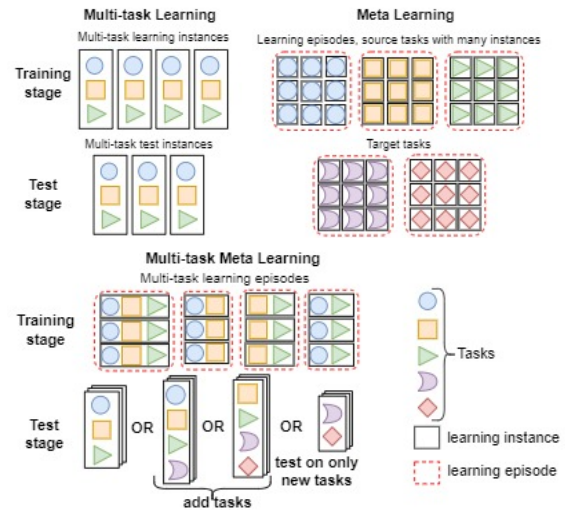 Multi-task Learning
Meta Learning
Multi-task learning instances
Learning episodes, source tasks with many instances
Training
stage
Multi-task test instances
Target tasks
Test
stage
Multi-task Meta Learning
Multi-task learning episodes
Training
stage
Tasks
Test
stage
OR
OR
OR
test on only
new tasks
add tasks
learning instance
learning episode